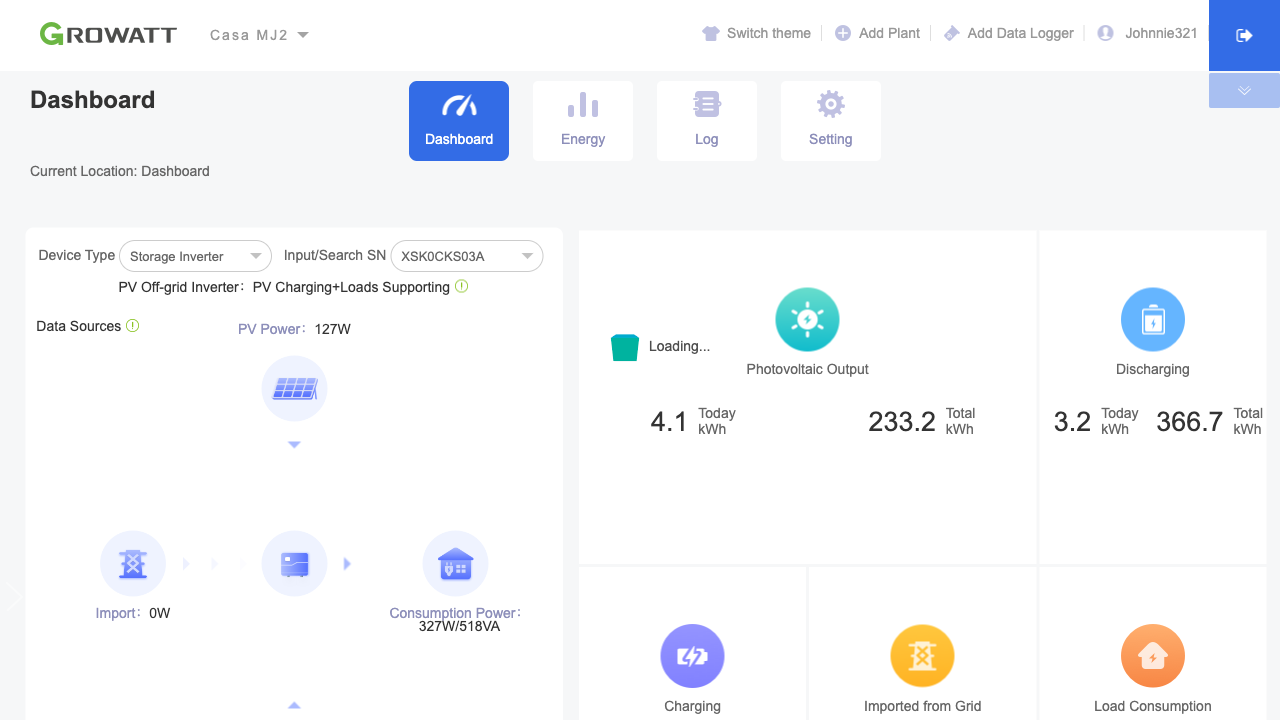 GROWATT
Casa MJ2
Switch theme
Add Plant
Add Data Logger
Johnnie321
Dashboard
Dashboard
Energy
Log
Setting
Current Location: Dashboard
Device Type Storage Inverter Input/Search SN XSK0CKS03A
PV Off-grid Inverter：PV Charging+Loads Supporting
Data Sources
PV Power：127W
Import：0W
Consumption Power：
327W/518VA
Loading...
Photovoltaic Output
4.1 Today kWh
233.2 Total kWh
Discharging
3.2 Today kWh
366.7 Total kWh
Charging
Imported from Grid
Load Consumption